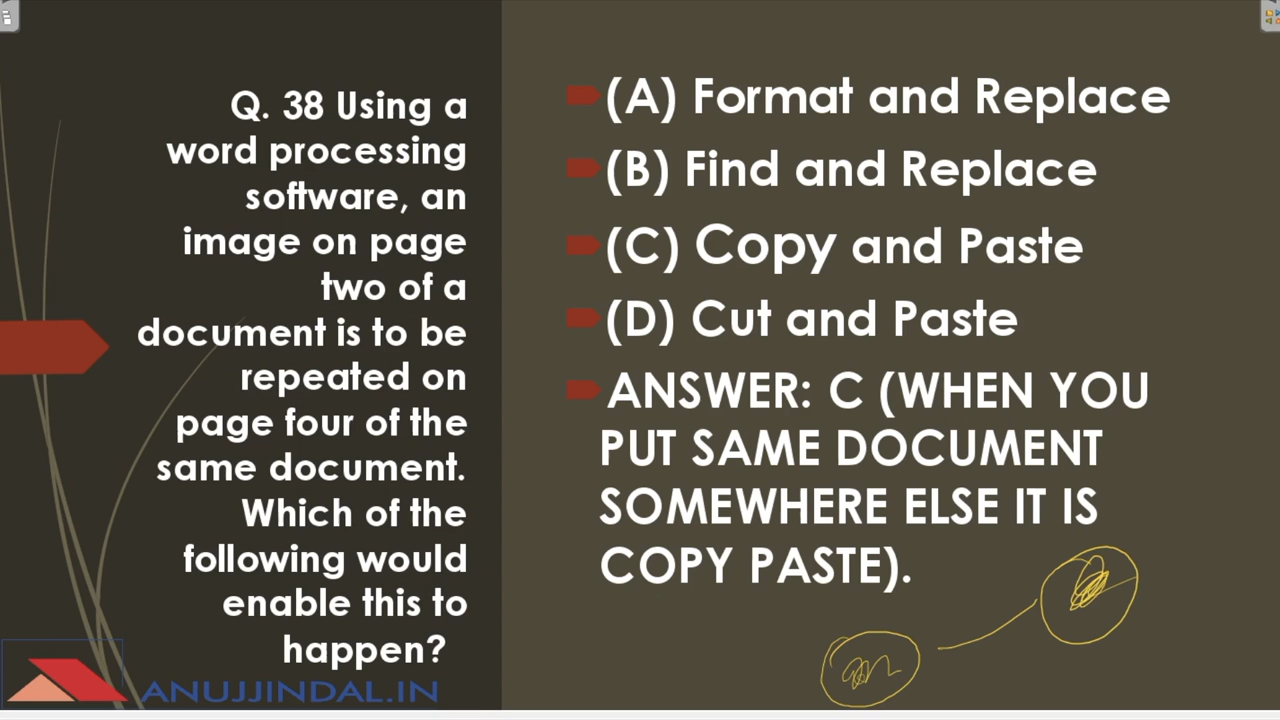 Q. 38 Using a
word processing
software, an
image on page
two of a
document is to be
repeated on
page four of the
same document.
Which of the
following would
enable this to
happen?
(A) Format and Replace
(B) Find and Replace
(C) Copy and Paste
(D) Cut and Paste
ANSWER: C (WHEN YOU
PUT SAME DOCUMENT
SOMEWHERE ELSE IT IS
COPY PASTE).
ANUJJINDAL.IN